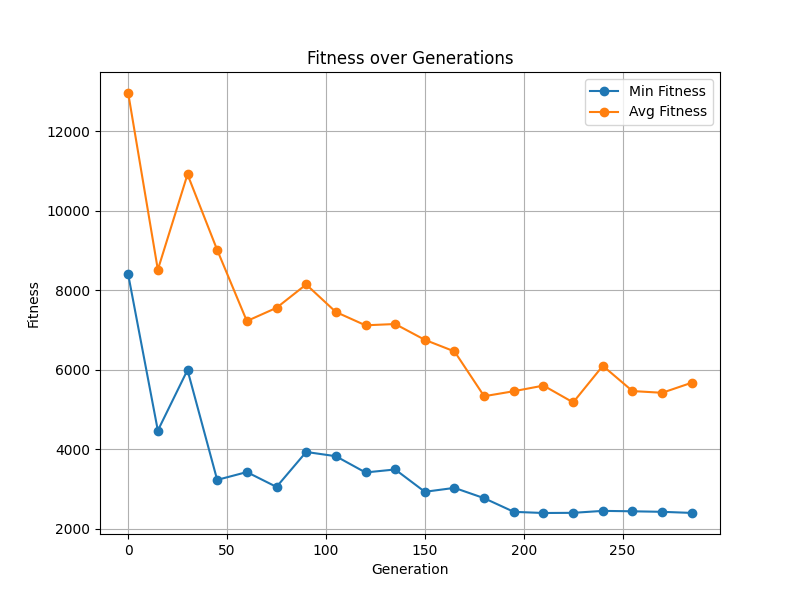 Fitness over Generations
Min Fitness
Avg Fitness
12000
10000
8000
6000
4000
2000
Fitness
0 50 100 150 200 250
Generation